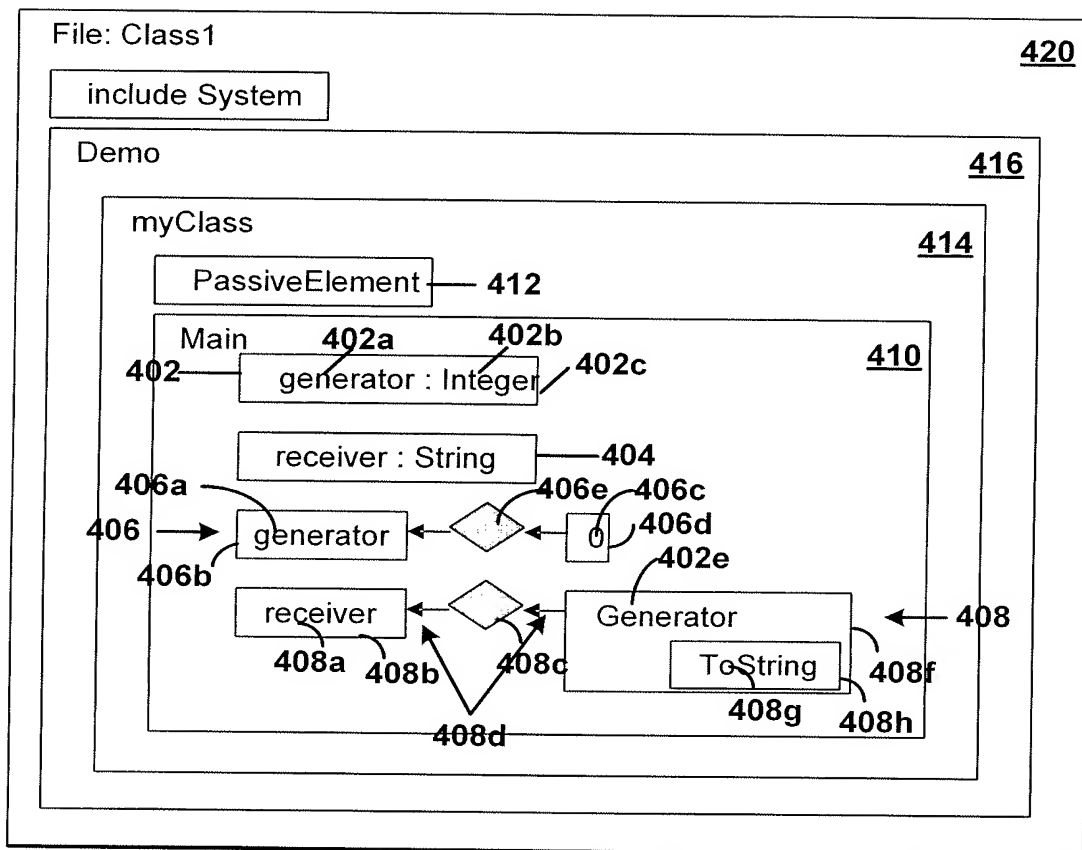 File: Class1
420
include System
Demo
416
myClass
414
PassiveElement
412
Main
402a
402b
410
402
generator : Integer
402c
receiver : String
404
406a
406e
406c
406
generator
0
406d
406b
402e
receiver
Generator
408
408a
408b
408c
ToString
408f
408d
408g
408h